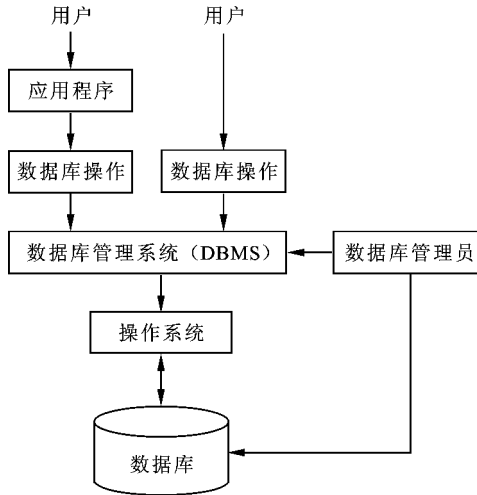 用户
用户
应用程序
数据库操作
数据库操作
数据库管理系统（DBMS）
数据库管理员
操作系统
数据库